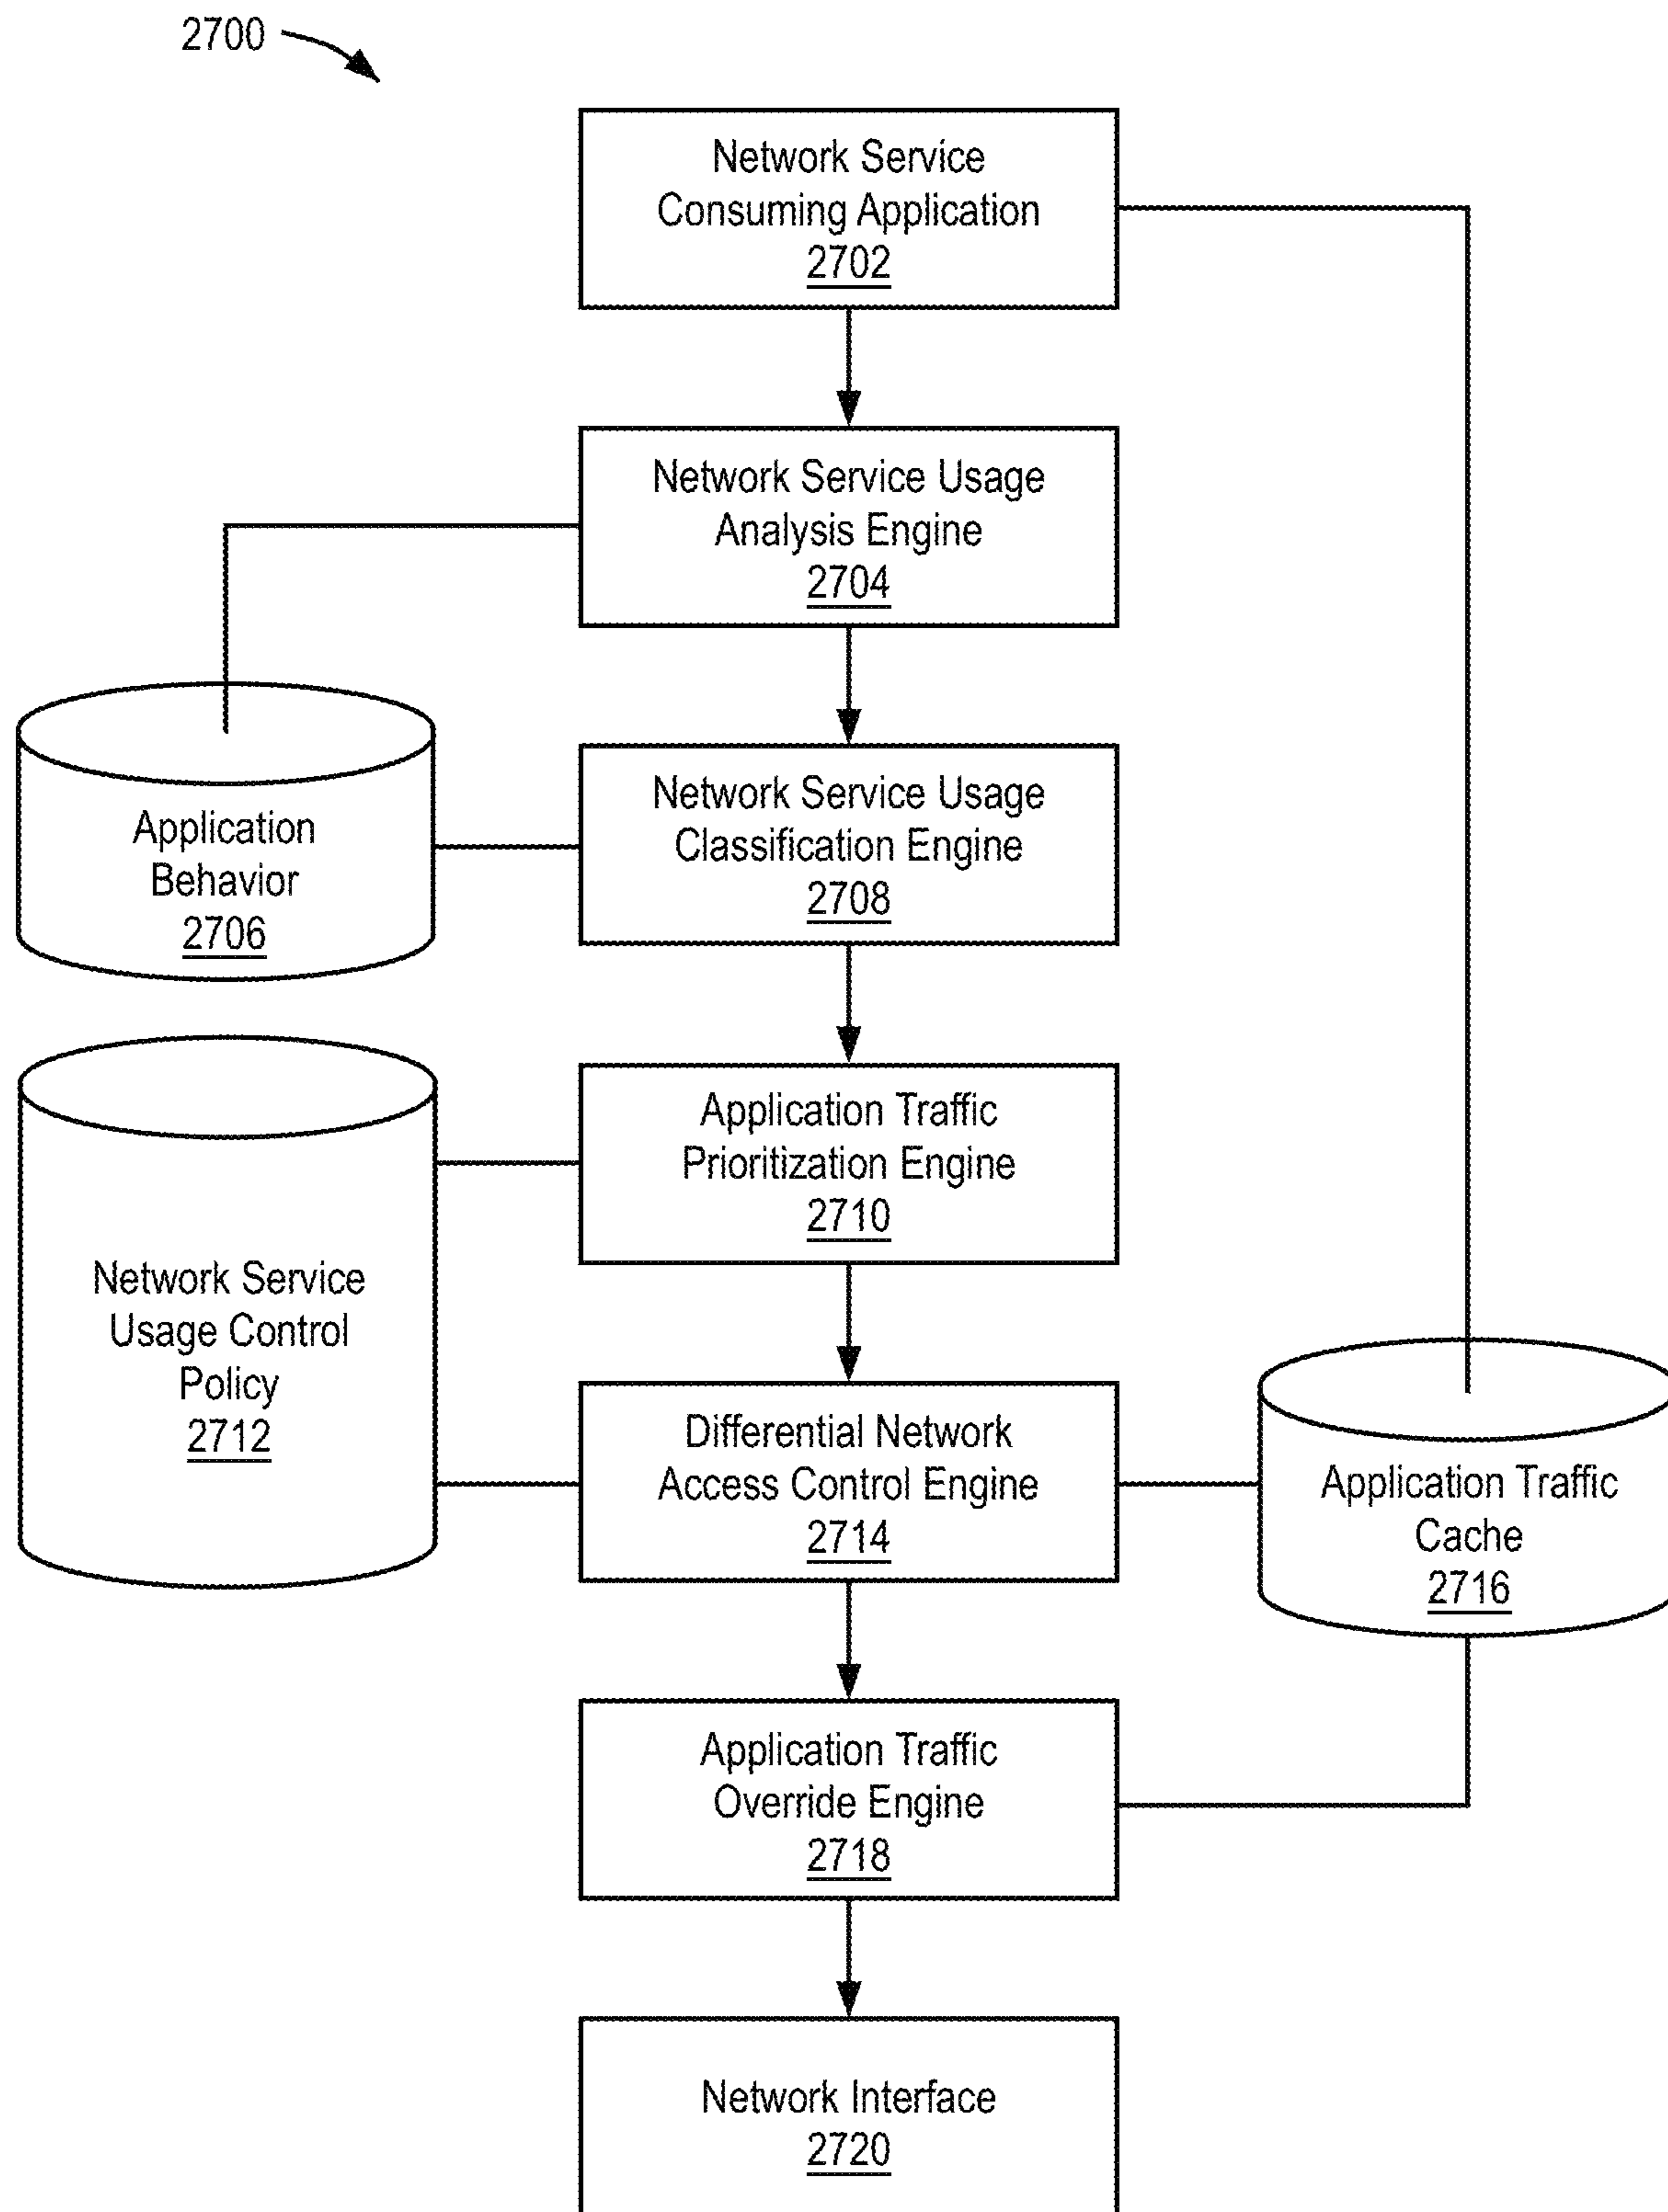 2700
Network Service
Consuming Application
2702
Network Service Usage
Analysis Engine
2704
Application
Behavior
2706
Network Service Usage
Classification Engine
2708
Application Traffic
Prioritization Engine
2710
Network Service
Usage Control
Policy
2712
Differential Network
Access Control Engine
2714
Application Traffic
Cache
2716
Application Traffic
Override Engine
2718
Network Interface
2720